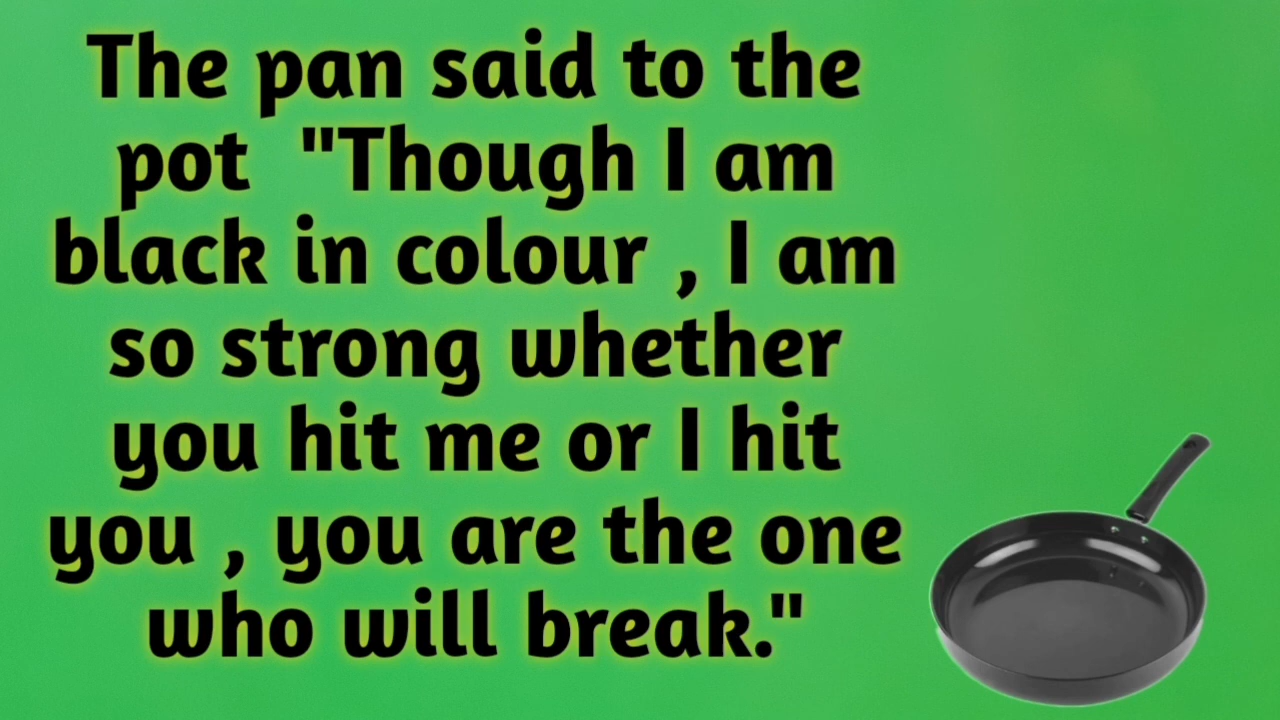 The pan said to the
pot "Though I am
black in colour , I am
so strong whether
you hit me or I hit
you , you are the one
who will break."